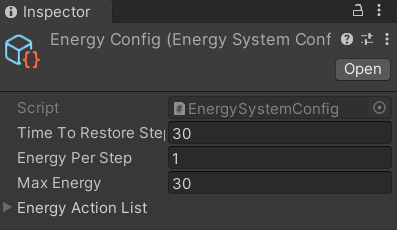 Inspector
Energy Config (Energy System Conf
Open
Script EnergySystemConfig
Time To Restore Step 30
Energy Per Step 1
Max Energy 30
Energy Action List